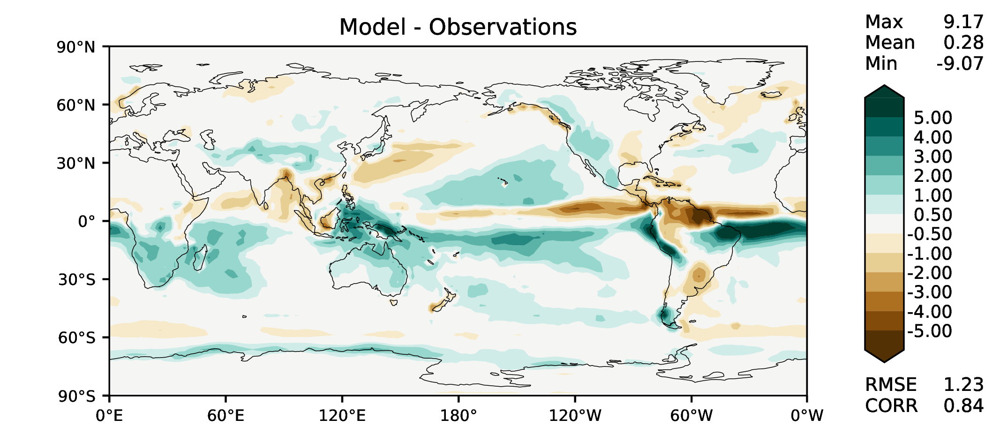 Model - Observations
Max 9.17
Mean 0.28
Min -9.07
90°N
60°N
30°N
0°
30°S
60°S
90°S
0°E 60°E 120°E 180° 120°W 60°W 0°W
5.00
4.00
3.00
2.00
1.00
0.50
-0.50
-1.00
-2.00
-3.00
-4.00
-5.00
RMSE 1.23
CORR 0.84